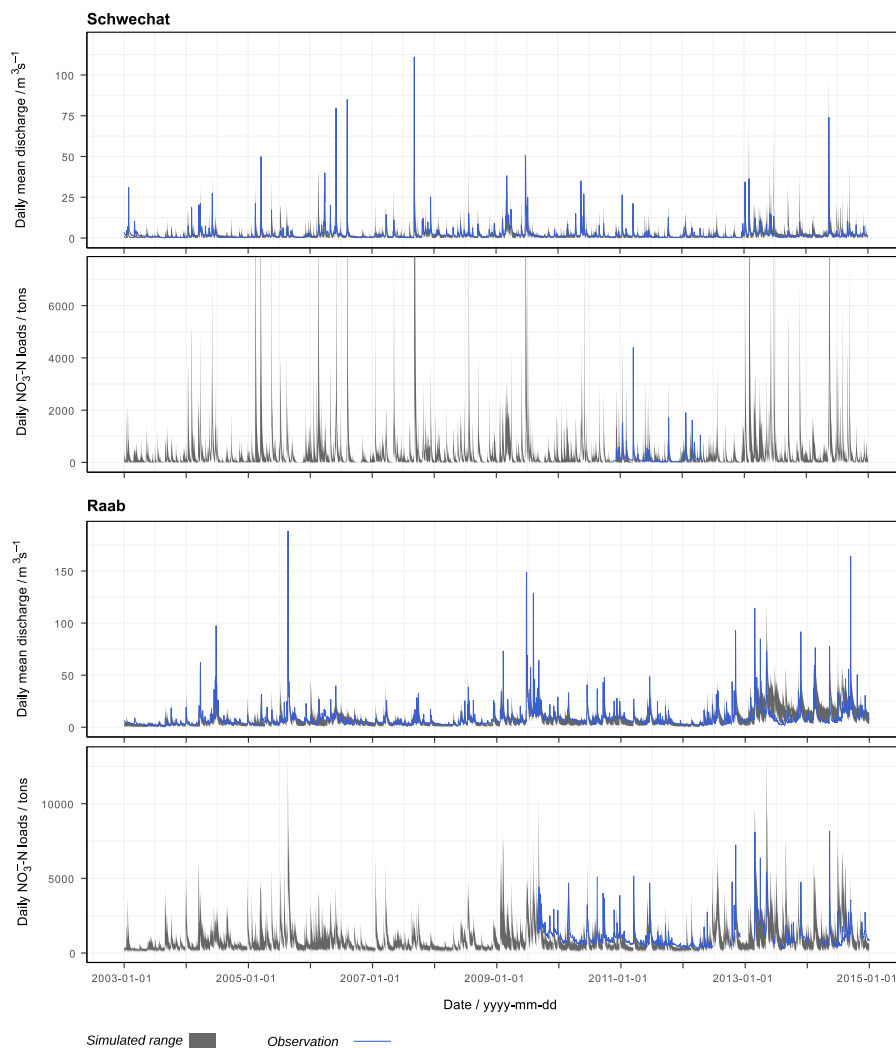 Schwechat
Daily mean discharge / m³s⁻¹
100
75
50
25
0
Daily NO₃⁻-N loads / tons
6000
4000
2000
0
Raab
Daily mean discharge / m³s⁻¹
150
100
50
0
Daily NO₃⁻-N loads / tons
10000
5000
0
2003-01-01 2005-01-01 2007-01-01 2009-01-01 2011-01-01 2013-01-01 2015-01-01
Date / yyyy-mm-dd
Simulated range Observation